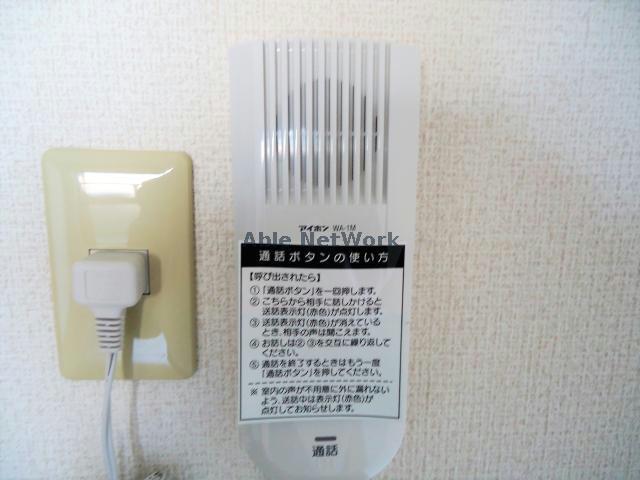 アイホン WA-1M
Able NetWork
通話ボタンの使い方
【呼び出されたら】
①「通話ボタン」を一回押します。
②こちらから相手に話しかけると
送話表示灯(赤色)が点灯します。
③送話表示灯(赤色)が消えている
とき、相手の声は聞こえます。
④お話しは②③を交互に繰り返して
ください。
⑤通話を終了するときはもう一度
「通話ボタン」を押してください。
※室内の声が不用意に外に漏れない
よう、送話中は表示灯(赤色)が
点灯してお知らせします。
通話